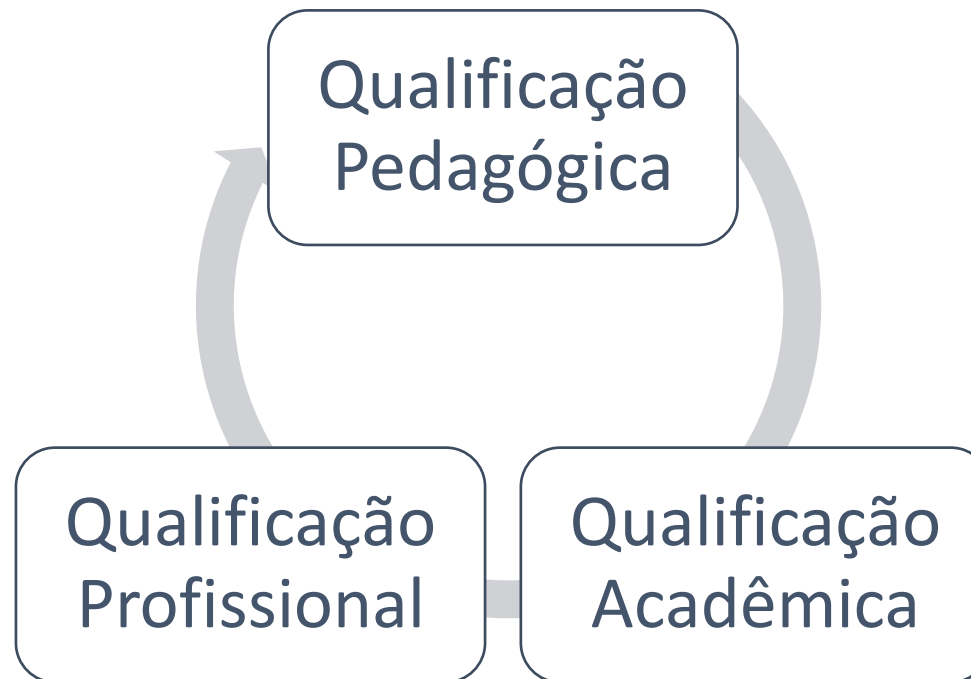 Qualificação
Pedagógica
Qualificação
Profissional
Qualificação
Acadêmica